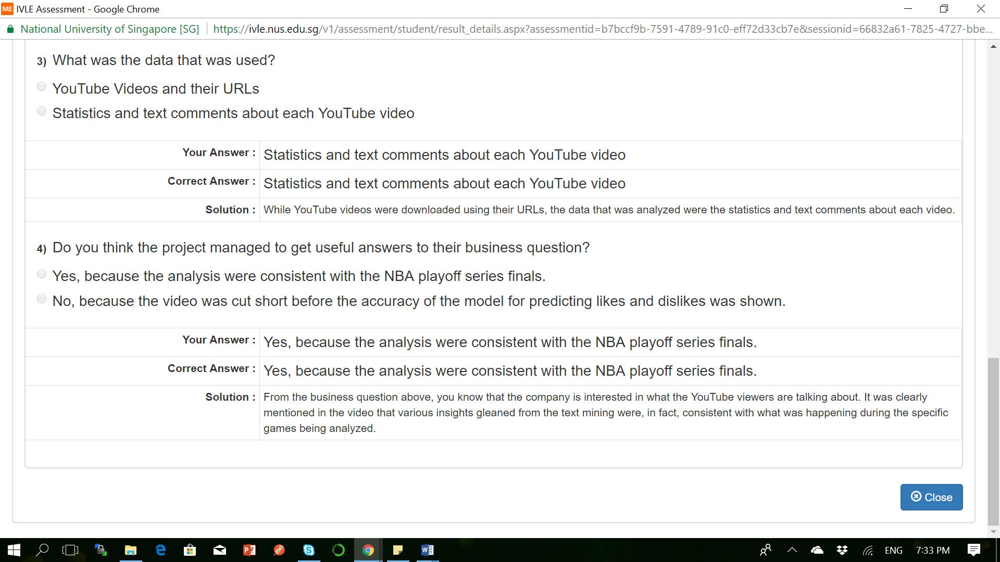 IVLE Assessment - Google Chrome
National University of Singapore [SG] https://ivle.nus.edu.sg/v1/assessment/student/result_details.aspx?assessmentid=b7bccf9b-7591-4789-91c0-eff72d33cb7e&sessionid=66832a61-7825-4727-bbe...
3) What was the data that was used?
YouTube Videos and their URLs
Statistics and text comments about each YouTube video
Your Answer : Statistics and text comments about each YouTube video
Correct Answer : Statistics and text comments about each YouTube video
Solution : While YouTube videos were downloaded using their URLs, the data that was analyzed were the statistics and text comments about each video.
4) Do you think the project managed to get useful answers to their business question?
Yes, because the analysis were consistent with the NBA playoff series finals.
No, because the video was cut short before the accuracy of the model for predicting likes and dislikes was shown.
Your Answer : Yes, because the analysis were consistent with the NBA playoff series finals.
Correct Answer : Yes, because the analysis were consistent with the NBA playoff series finals.
Solution : From the business question above, you know that the company is interested in what the YouTube viewers are talking about. It was clearly
mentioned in the video that various insights gleaned from the text mining were, in fact, consistent with what was happening during the specific
games being analyzed.
Close
ENG 7:33 PM